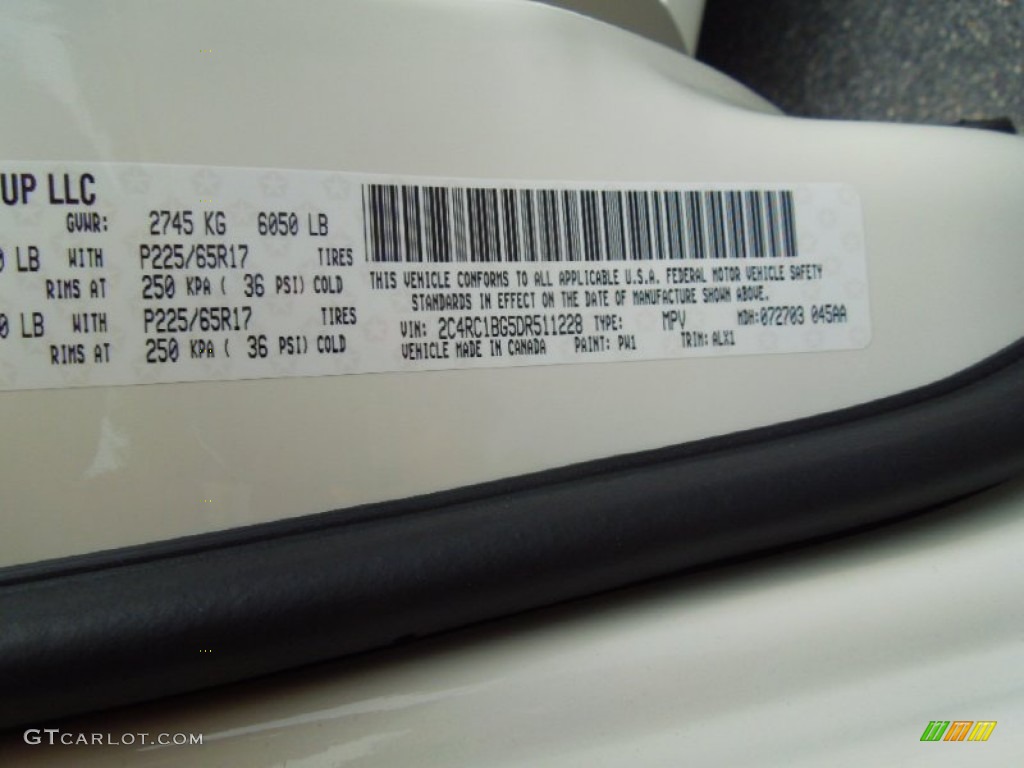 UP LLC
GVWR: 2745 KG 6050 LB
0 LB WITH P225/65R17 TIRES
RIMS AT 250 KPA ( 36 PSI) COLD
0 LB WITH P225/65R17 TIRES
RIMS AT 250 KPA ( 36 PSI) COLD
THIS VEHICLE CONFORMS TO ALL APPLICABLE U.S.A. FEDERAL MOTOR VEHICLE SAFETY
STANDARDS IN EFFECT ON THE DATE OF MANUFACTURE SHOWN ABOVE.
VIN: 2C4RC1BG5DR511228 TYPE: MPV MDH:072703 045AA
VEHICLE MADE IN CANADA PAINT: PW1 TRIM: ALX1
GTCARLOT.COM